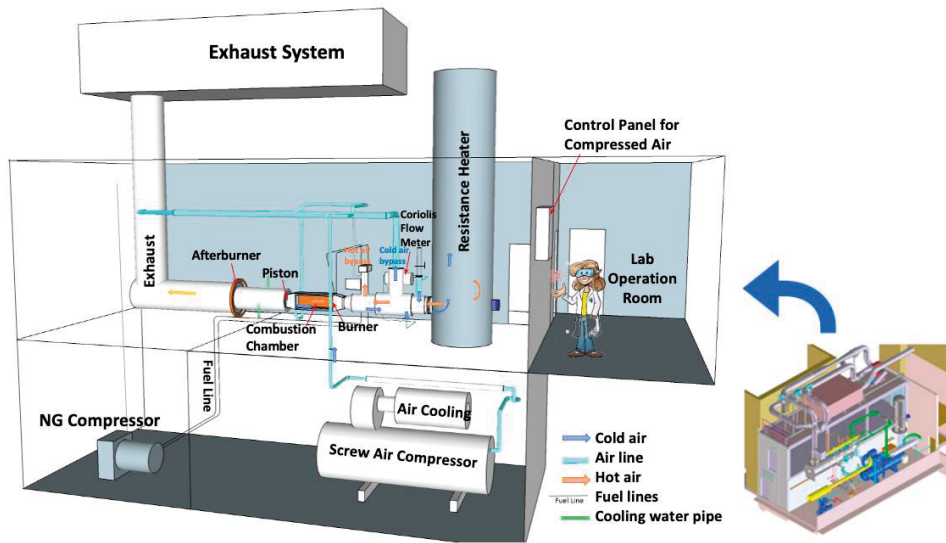 Exhaust System
Control Panel for
Compressed Air
Resistance Heater
Coriolis
Flow
Meter
Hot air
bypass
Cold air
bypass
Exhaust
Afterburner
Piston
Lab
Operation
Room
Combustion
Chamber
Burner
Fuel Line
NG Compressor
Air Cooling
Screw Air Compressor
Cold air
Air line
Hot air
Fuel Line
Fuel lines
Cooling water pipe